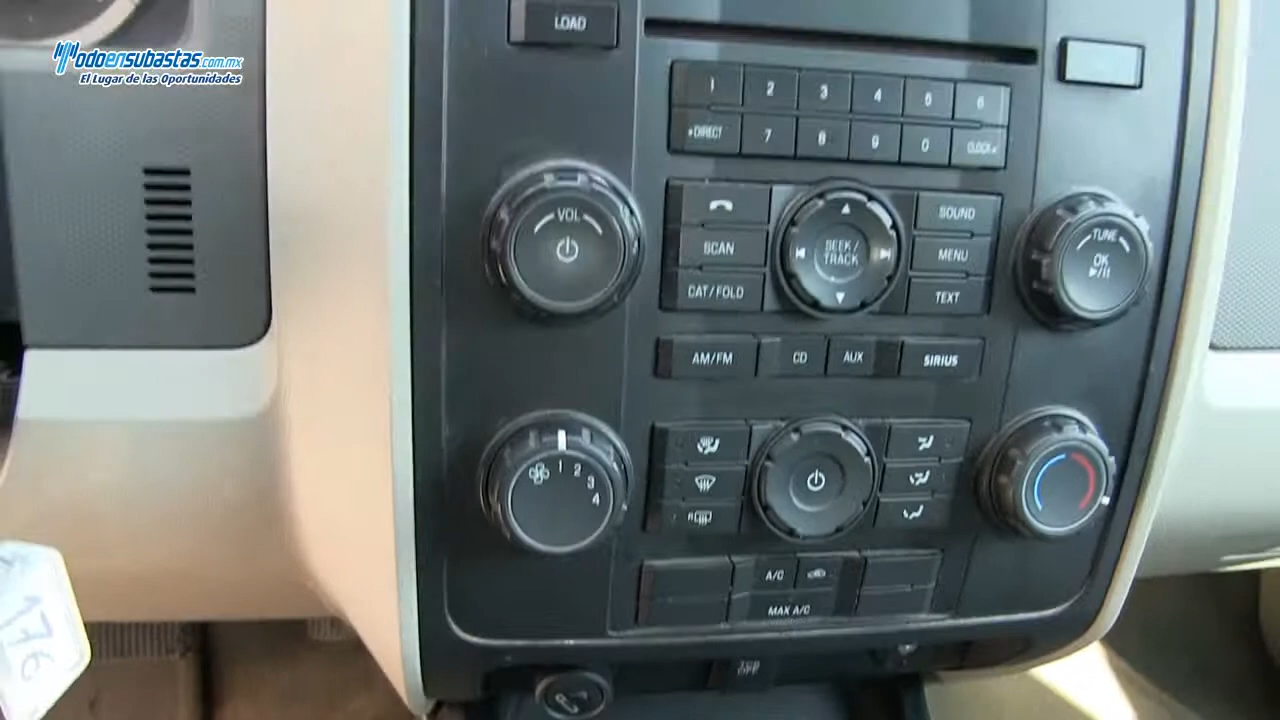 Modoensubastas.com.mx
El Lugar de las Oportunidades
LOAD
1 2 3 4 5 6
*DIRECT 7 8 9 0 CLOCK
VOL
SCAN
CAT/FOLD
SEEK/
TRACK
SOUND
MENU
TEXT
TUNE
OK
AM/FM CD AUX SIRIUS
1 2 3 4
R
A/C
MAX A/C
OFF
176